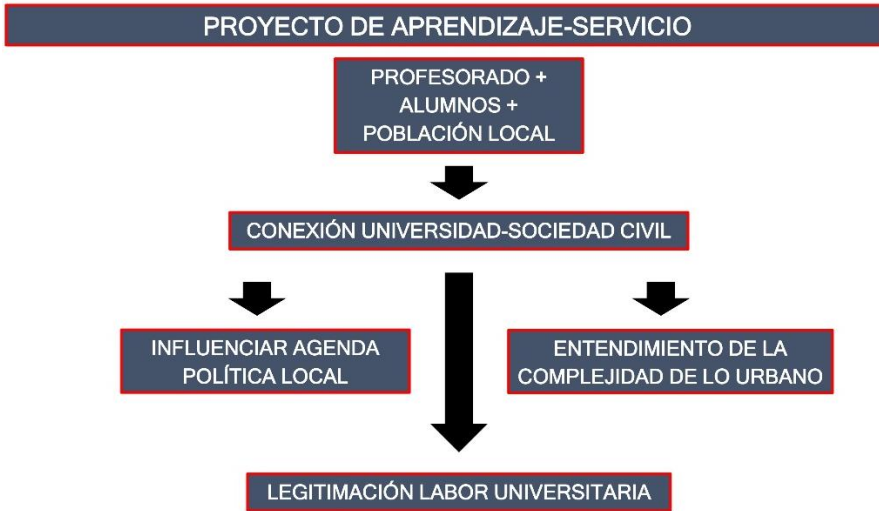 PROYECTO DE APRENDIZAJE-SERVICIO
PROFESORADO +
ALUMNOS +
POBLACIÓN LOCAL
CONEXIÓN UNIVERSIDAD-SOCIEDAD CIVIL
INFLUENCIAR AGENDA
POLÍTICA LOCAL
ENTENDIMIENTO DE LA
COMPLEJIDAD DE LO URBANO
LEGITIMACIÓN LABOR UNIVERSITARIA